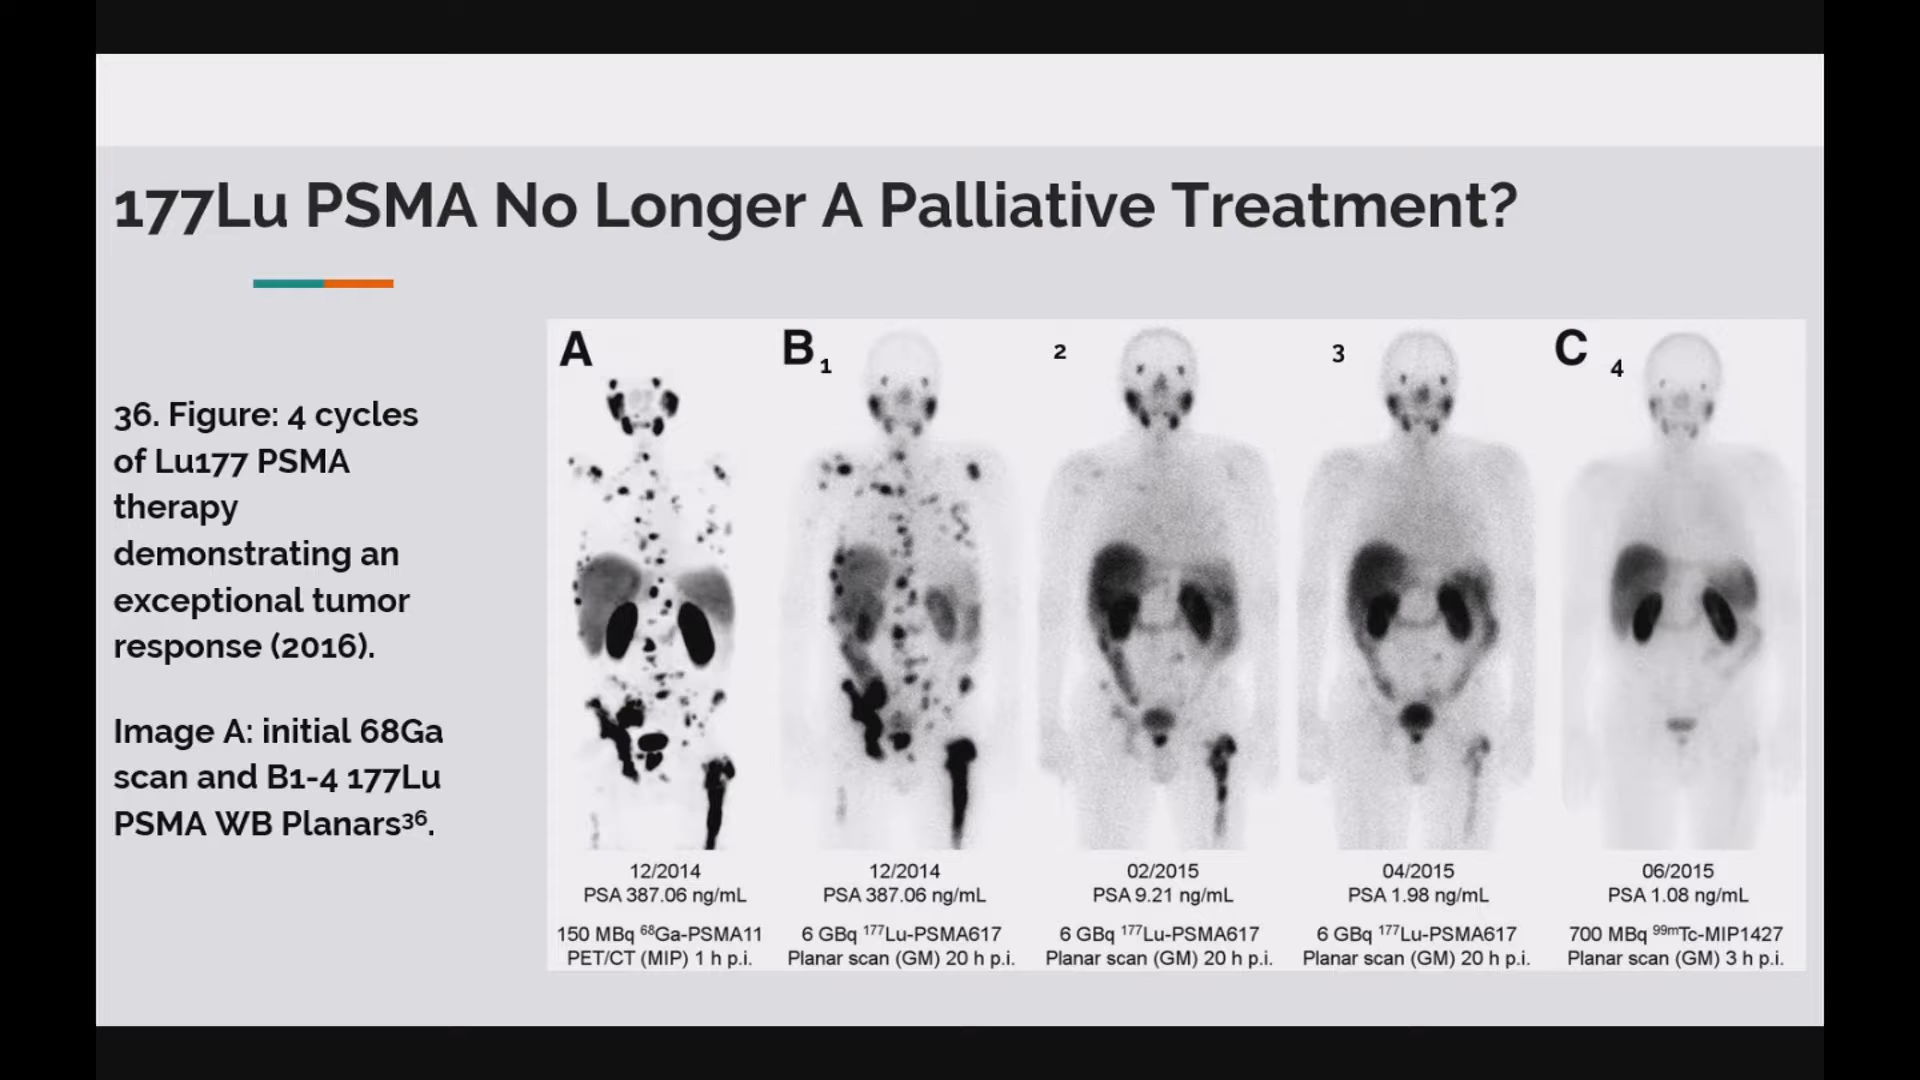 177Lu PSMA No Longer A Palliative Treatment?
36. Figure: 4 cycles
of Lu177 PSMA
therapy
demonstrating an
exceptional tumor
response (2016).
Image A: initial 68Ga
scan and B1-4 177Lu
PSMA WB Planars³⁶.
A
B 1
2
3
C 4
12/2014
PSA 387.06 ng/mL
150 MBq ⁶⁸Ga-PSMA11
PET/CT (MIP) 1 h p.i.
12/2014
PSA 387.06 ng/mL
6 GBq ¹⁷⁷Lu-PSMA617
Planar scan (GM) 20 h p.i.
02/2015
PSA 9.21 ng/mL
6 GBq ¹⁷⁷Lu-PSMA617
Planar scan (GM) 20 h p.i.
04/2015
PSA 1.98 ng/mL
6 GBq ¹⁷⁷Lu-PSMA617
Planar scan (GM) 20 h p.i.
06/2015
PSA 1.08 ng/mL
700 MBq ⁹⁹ᵐTc-MIP1427
Planar scan (GM) 3 h p.i.